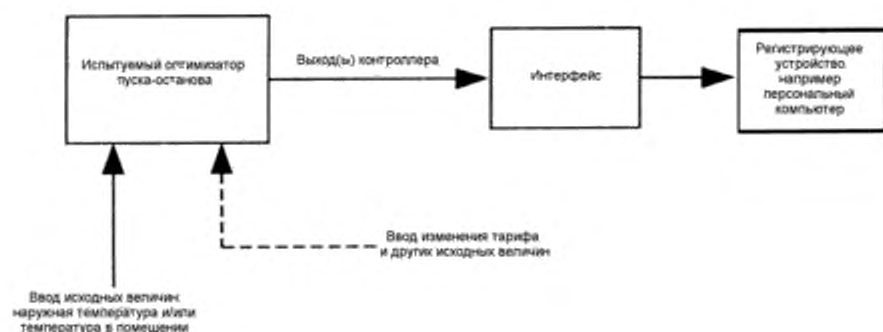 Испытуемый оптимизатор
пуска-останова
Выход(ы) контроллера
Интерфейс
Регистрирующее
устройство.
например
персональный
компьютер
Ввод изменения тарифа
и других исходных величин
Ввод исходных величин:
наружная температура и/или
температура в помещении